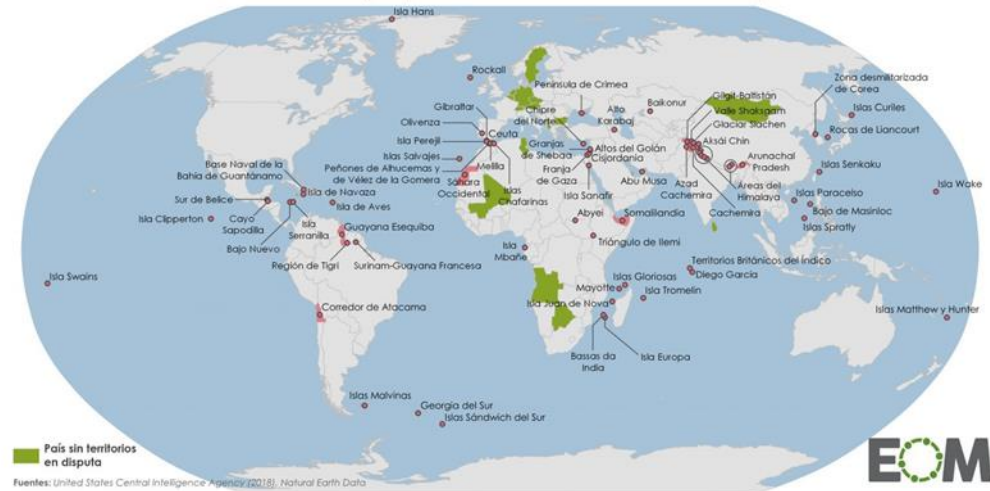 Isla Hans
Rockall
Península de Crimea
Gilgit-Baltistán
Zona desmilitarizada
de Corea
Gibraltar
Chipre
del Norte
Alto
Karabaj
Baikonur
Valle Shaksgam
Glaciar Siachen
Islas Curiles
Olivenza
Ceuta
Aksái Chin
Rocas de Liancourt
Isla Perejil
Granjas
de Shebaa
Altos del Golán
Cisjordania
Arunachal
Pradesh
Islas Salvajes
Melilla
Base Naval de la
Bahía de Guantánamo
Peñones de Alhucemas y
de Vélez de la Gomera
Franja
de Gaza
Abu Musa
Islas Senkaku
Sáhara
Occidental
Islas
Chafarinas
Isla Sanafir
Azad
Cachemira
Áreas del
Himalaya
Isla Wake
Isla de Navaza
Sur de Belice
Isla de Aves
Abyei
Somalilandia
Cachemira
Islas Paracelso
Isla Clipperton
Cayo
Sapodilla
Isla
Serranilla
Guayana Esequiba
Bajo de Masinloc
Islas Spratly
Bajo Nuevo
Isla
Mbañe
Triángulo de Ilemi
Región de Tigri
Surinam-Guayana Francesa
Territorios Británicos del Índico
Diego García
Isla Swains
Islas Gloriosas
Mayotte
Isla Tromelin
Corredor de Atacama
Isla Juan de Nova
Islas Matthew y Hunter
Bassas da
India
Isla Europa
Islas Malvinas
Georgia del Sur
Islas Sándwich del Sur
País sin territorios
en disputa
EOM
Fuentes: United States Central Intelligence Agency (2018), Natural Earth Data